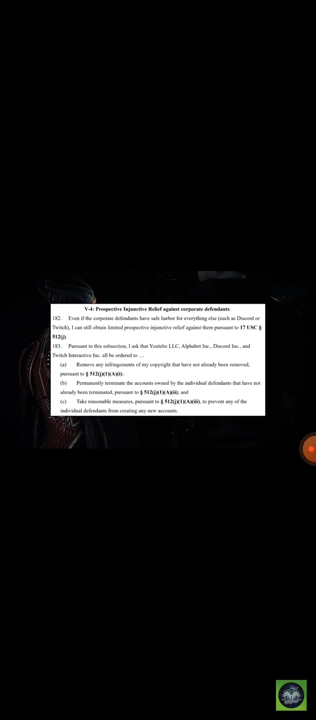 V-4: Prospective Injunctive Relief against corporate defendants
182. Even if the corporate defendants have safe harbor for everything else (such as Discord or
Twitch), I can still obtain limited prospective injunctive relief against them pursuant to 17 USC §
512(j).
183. Pursuant to this subsection, I ask that Youtube LLC, Alphabet Inc., Discord Inc., and
Twitch Interactive Inc. all be ordered to …
(a) Remove any infringements of my copyright that have not already been removed,
pursuant to § 512(j)(1)(A)(i);
(b) Permanently terminate the accounts owned by the individual defendants that have not
already been terminated, pursuant to § 512(j)(1)(A)(ii); and
(c) Take reasonable measures, pursuant to § 512(j)(1)(A)(iii), to prevent any of the
individual defendants from creating any new accounts.